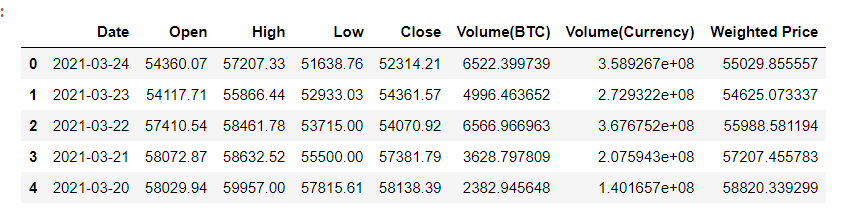 :
Date Open High Low Close Volume(BTC) Volume(Currency) Weighted Price
0 2021-03-24 54360.07 57207.33 51638.76 52314.21 6522.399739 3.589267e+08 55029.855557
1 2021-03-23 54117.71 55866.44 52933.03 54361.57 4996.463652 2.729322e+08 54625.073337
2 2021-03-22 57410.54 58461.78 53715.00 54070.92 6566.966963 3.676752e+08 55988.581194
3 2021-03-21 58072.87 58632.52 55500.00 57381.79 3628.797809 2.075943e+08 57207.455783
4 2021-03-20 58029.94 59957.00 57815.61 58138.39 2382.945648 1.401657e+08 58820.339299